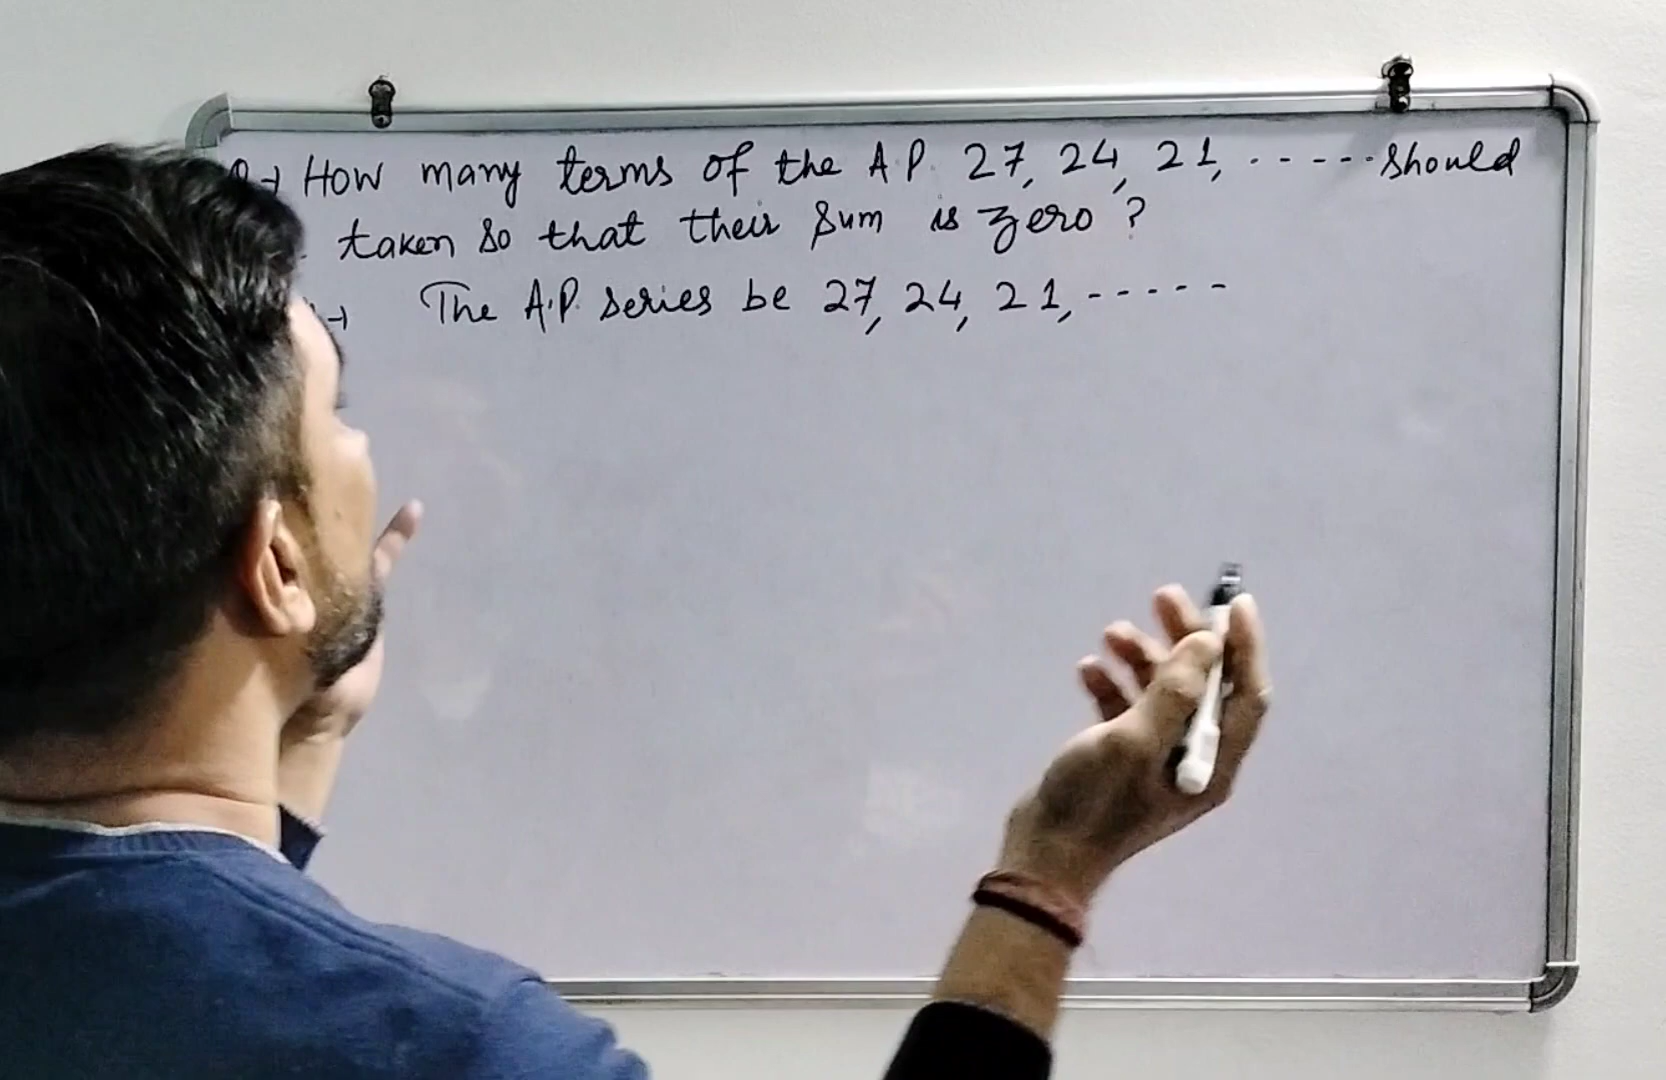 Q→ How many terms of the A.P. 27, 24, 21, ----- should
taken so that their sum is zero?
→ The A.P. series be 27, 24, 21, -----